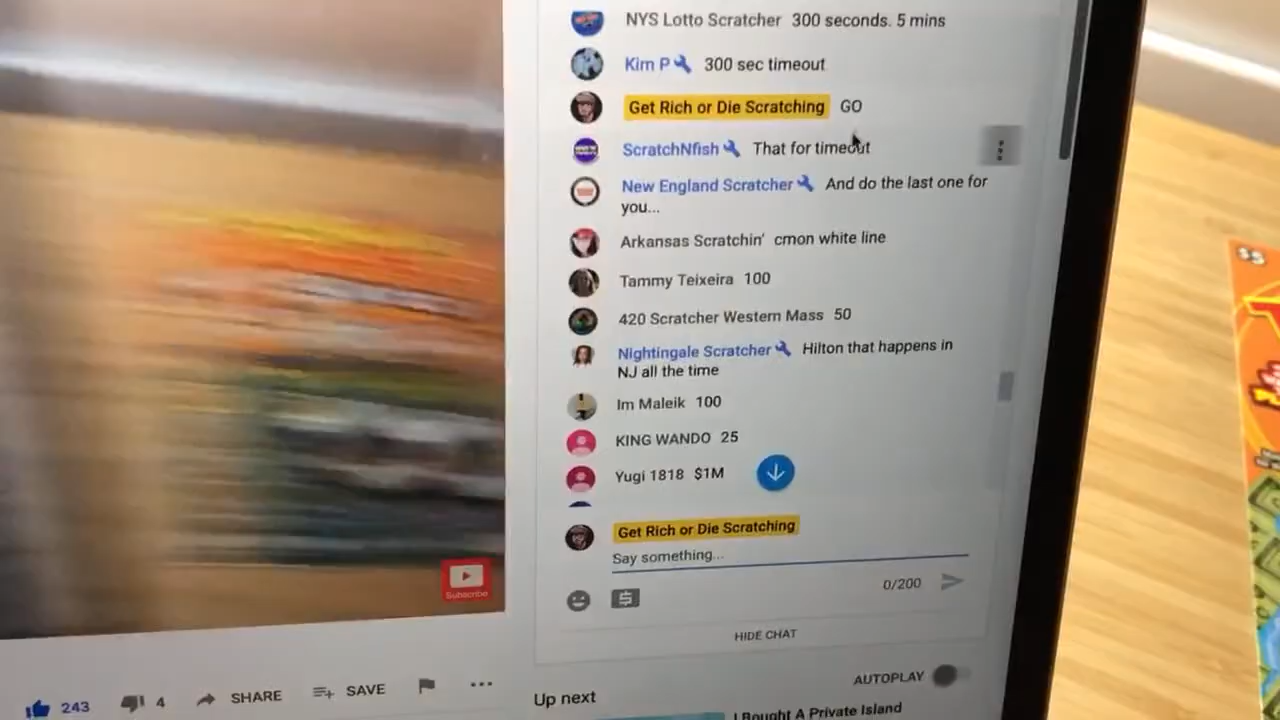 NYS Lotto Scratcher 300 seconds. 5 mins
Kim P 300 sec timeout
Get Rich or Die Scratching GO
ScratchNfish That for timeout
New England Scratcher And do the last one for
you...
Arkansas Scratchin' cmon white line
Tammy Teixeira 100
420 Scratcher Western Mass 50
Nightingale Scratcher Hilton that happens in
NJ all the time
Im Maleik 100
KING WANDO 25
Yugi 1818 $1M
Get Rich or Die Scratching
Say something...
0/200
HIDE CHAT
Subscribe
243 4 SHARE SAVE
AUTOPLAY
Up next
I Bought A Private Island
$5